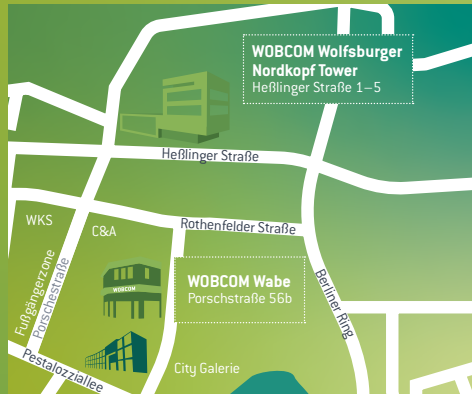 WOBCOM Wolfsburger
Nordkopf Tower
Heßlinger Straße 1–5
Heßlinger Straße
WKS
C&A
Rothenfelder Straße
Fußgängerzone
Porschestraße
WOBCOM
WOBCOM Wabe
Porschstraße 56b
Berliner Ring
Pestalozziallee
City Galerie